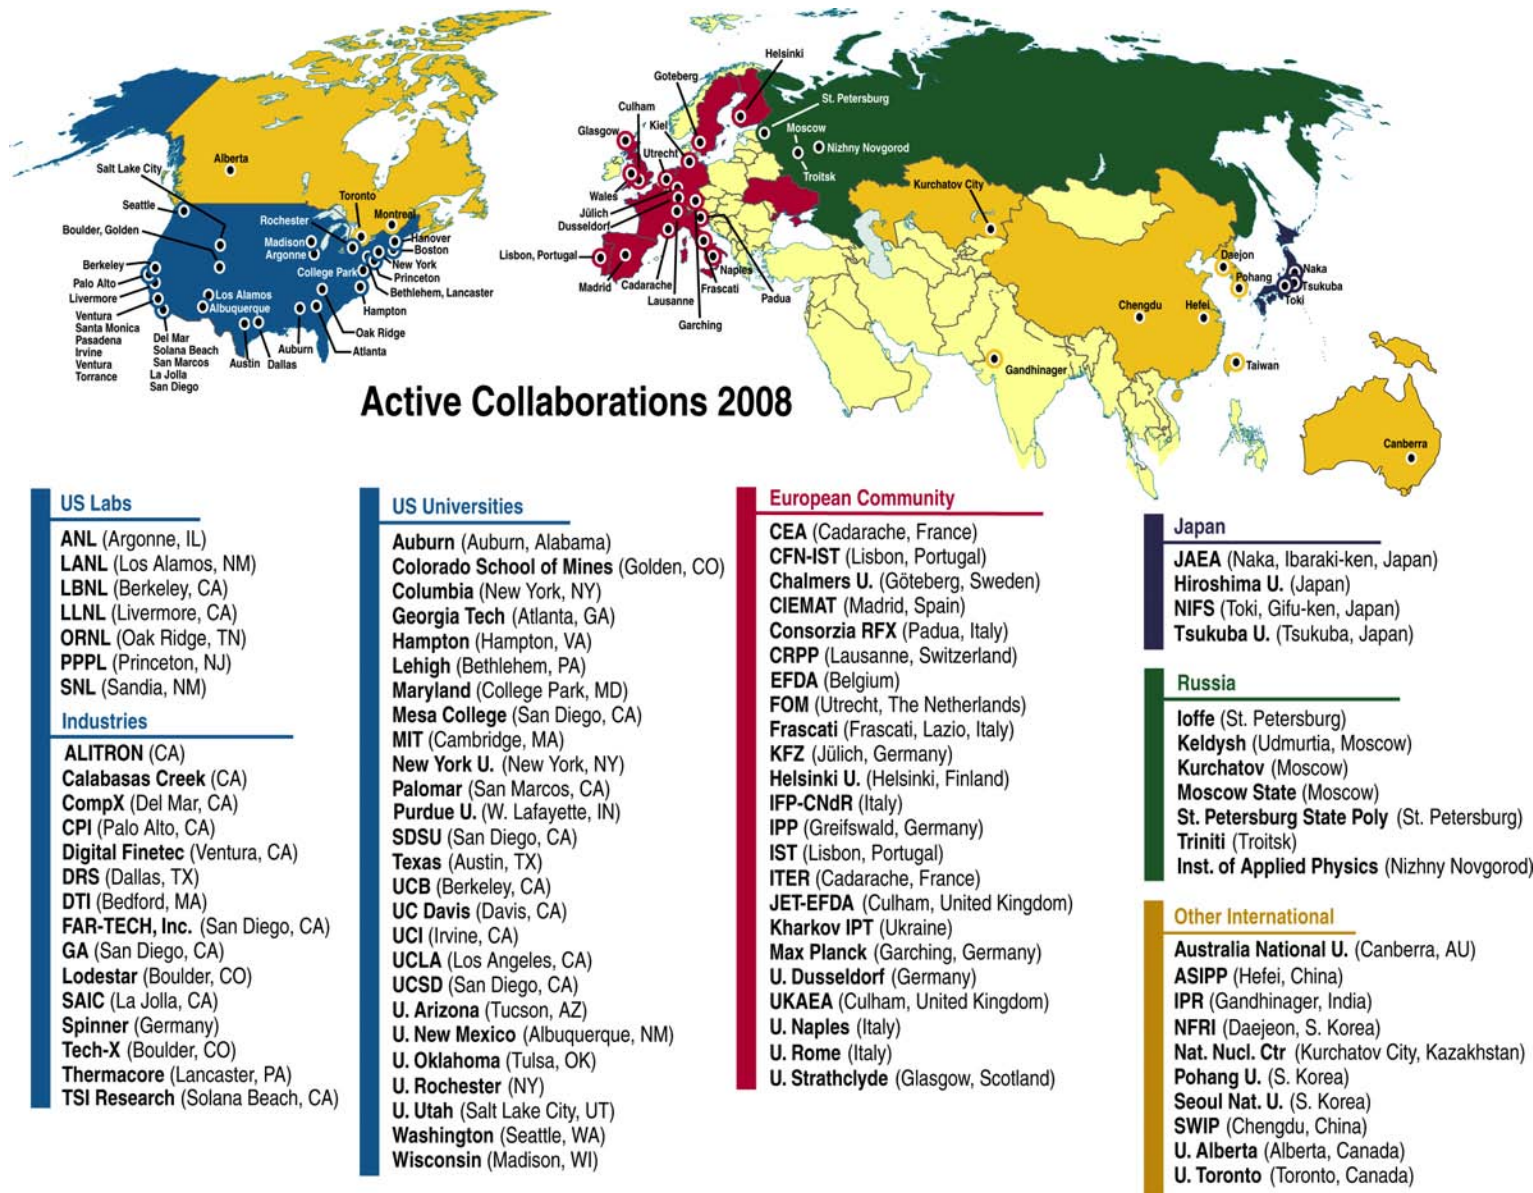 Helsinki
Goteberg
St. Petersburg
Culham
Kiel
Glasgow
Moscow
Nizhny Novgorod
Utrecht
Troitsk
Alberta
Salt Lake City
Kurchatov City
Wales
Toronto
Seattle
Jülich
Rochester
Montreal
Dusseldorf
Boulder, Golden
Madison
Hanover
Argonne
Boston
Lisbon, Portugal
Daejon
Berkeley
New York
College Park
Naples
Naka
Palo Alto
Princeton
Pohang
Madrid
Cadarache
Frascati
Tsukuba
Livermore
Los Alamos
Bethlehem, Lancaster
Lausanne
Padua
Toki
Albuquerque
Chengdu
Hefei
Ventura
Hampton
Garching
Santa Monica
Oak Ridge
Pasadena
Del Mar
Irvine
Solana Beach
Auburn
Atlanta
Ventura
San Marcos
Austin
Dallas
Gandhinager
Taiwan
Torrance
La Jolla
San Diego
Canberra
Active Collaborations 2008
US Labs
ANL (Argonne, IL)
LANL (Los Alamos, NM)
LBNL (Berkeley, CA)
LLNL (Livermore, CA)
ORNL (Oak Ridge, TN)
PPPL (Princeton, NJ)
SNL (Sandia, NM)
Industries
ALITRON (CA)
Calabasas Creek (CA)
CompX (Del Mar, CA)
CPI (Palo Alto, CA)
Digital Finetec (Ventura, CA)
DRS (Dallas, TX)
DTI (Bedford, MA)
FAR-TECH, Inc. (San Diego, CA)
GA (San Diego, CA)
Lodestar (Boulder, CO)
SAIC (La Jolla, CA)
Spinner (Germany)
Tech-X (Boulder, CO)
Thermacore (Lancaster, PA)
TSI Research (Solana Beach, CA)
US Universities
Auburn (Auburn, Alabama)
Colorado School of Mines (Golden, CO)
Columbia (New York, NY)
Georgia Tech (Atlanta, GA)
Hampton (Hampton, VA)
Lehigh (Bethlehem, PA)
Maryland (College Park, MD)
Mesa College (San Diego, CA)
MIT (Cambridge, MA)
New York U. (New York, NY)
Palomar (San Marcos, CA)
Purdue U. (W. Lafayette, IN)
SDSU (San Diego, CA)
Texas (Austin, TX)
UCB (Berkeley, CA)
UC Davis (Davis, CA)
UCI (Irvine, CA)
UCLA (Los Angeles, CA)
UCSD (San Diego, CA)
U. Arizona (Tucson, AZ)
U. New Mexico (Albuquerque, NM)
U. Oklahoma (Tulsa, OK)
U. Rochester (NY)
U. Utah (Salt Lake City, UT)
Washington (Seattle, WA)
Wisconsin (Madison, WI)
European Community
CEA (Cadarache, France)
CFN-IST (Lisbon, Portugal)
Chalmers U. (Göteberg, Sweden)
CIEMAT (Madrid, Spain)
Consorzia RFX (Padua, Italy)
CRPP (Lausanne, Switzerland)
EFDA (Belgium)
FOM (Utrecht, The Netherlands)
Frascati (Frascati, Lazio, Italy)
KFZ (Jülich, Germany)
Helsinki U. (Helsinki, Finland)
IFP-CNdR (Italy)
IPP (Greifswald, Germany)
IST (Lisbon, Portugal)
ITER (Cadarache, France)
JET-EFDA (Culham, United Kingdom)
Kharkov IPT (Ukraine)
Max Planck (Garching, Germany)
U. Dusseldorf (Germany)
UKAEA (Culham, United Kingdom)
U. Naples (Italy)
U. Rome (Italy)
U. Strathclyde (Glasgow, Scotland)
Japan
JAEA (Naka, Ibaraki-ken, Japan)
Hiroshima U. (Japan)
NIFS (Toki, Gifu-ken, Japan)
Tsukuba U. (Tsukuba, Japan)
Russia
Ioffe (St. Petersburg)
Keldysh (Udmurtia, Moscow)
Kurchatov (Moscow)
Moscow State (Moscow)
St. Petersburg State Poly (St. Petersburg)
Triniti (Troitsk)
Inst. of Applied Physics (Nizhny Novgorod)
Other International
Australia National U. (Canberra, AU)
ASIPP (Hefei, China)
IPR (Gandhinager, India)
NFRI (Daejeon, S. Korea)
Nat. Nucl. Ctr (Kurchatov City, Kazakhstan)
Pohang U. (S. Korea)
Seoul Nat. U. (S. Korea)
SWIP (Chengdu, China)
U. Alberta (Alberta, Canada)
U. Toronto (Toronto, Canada)